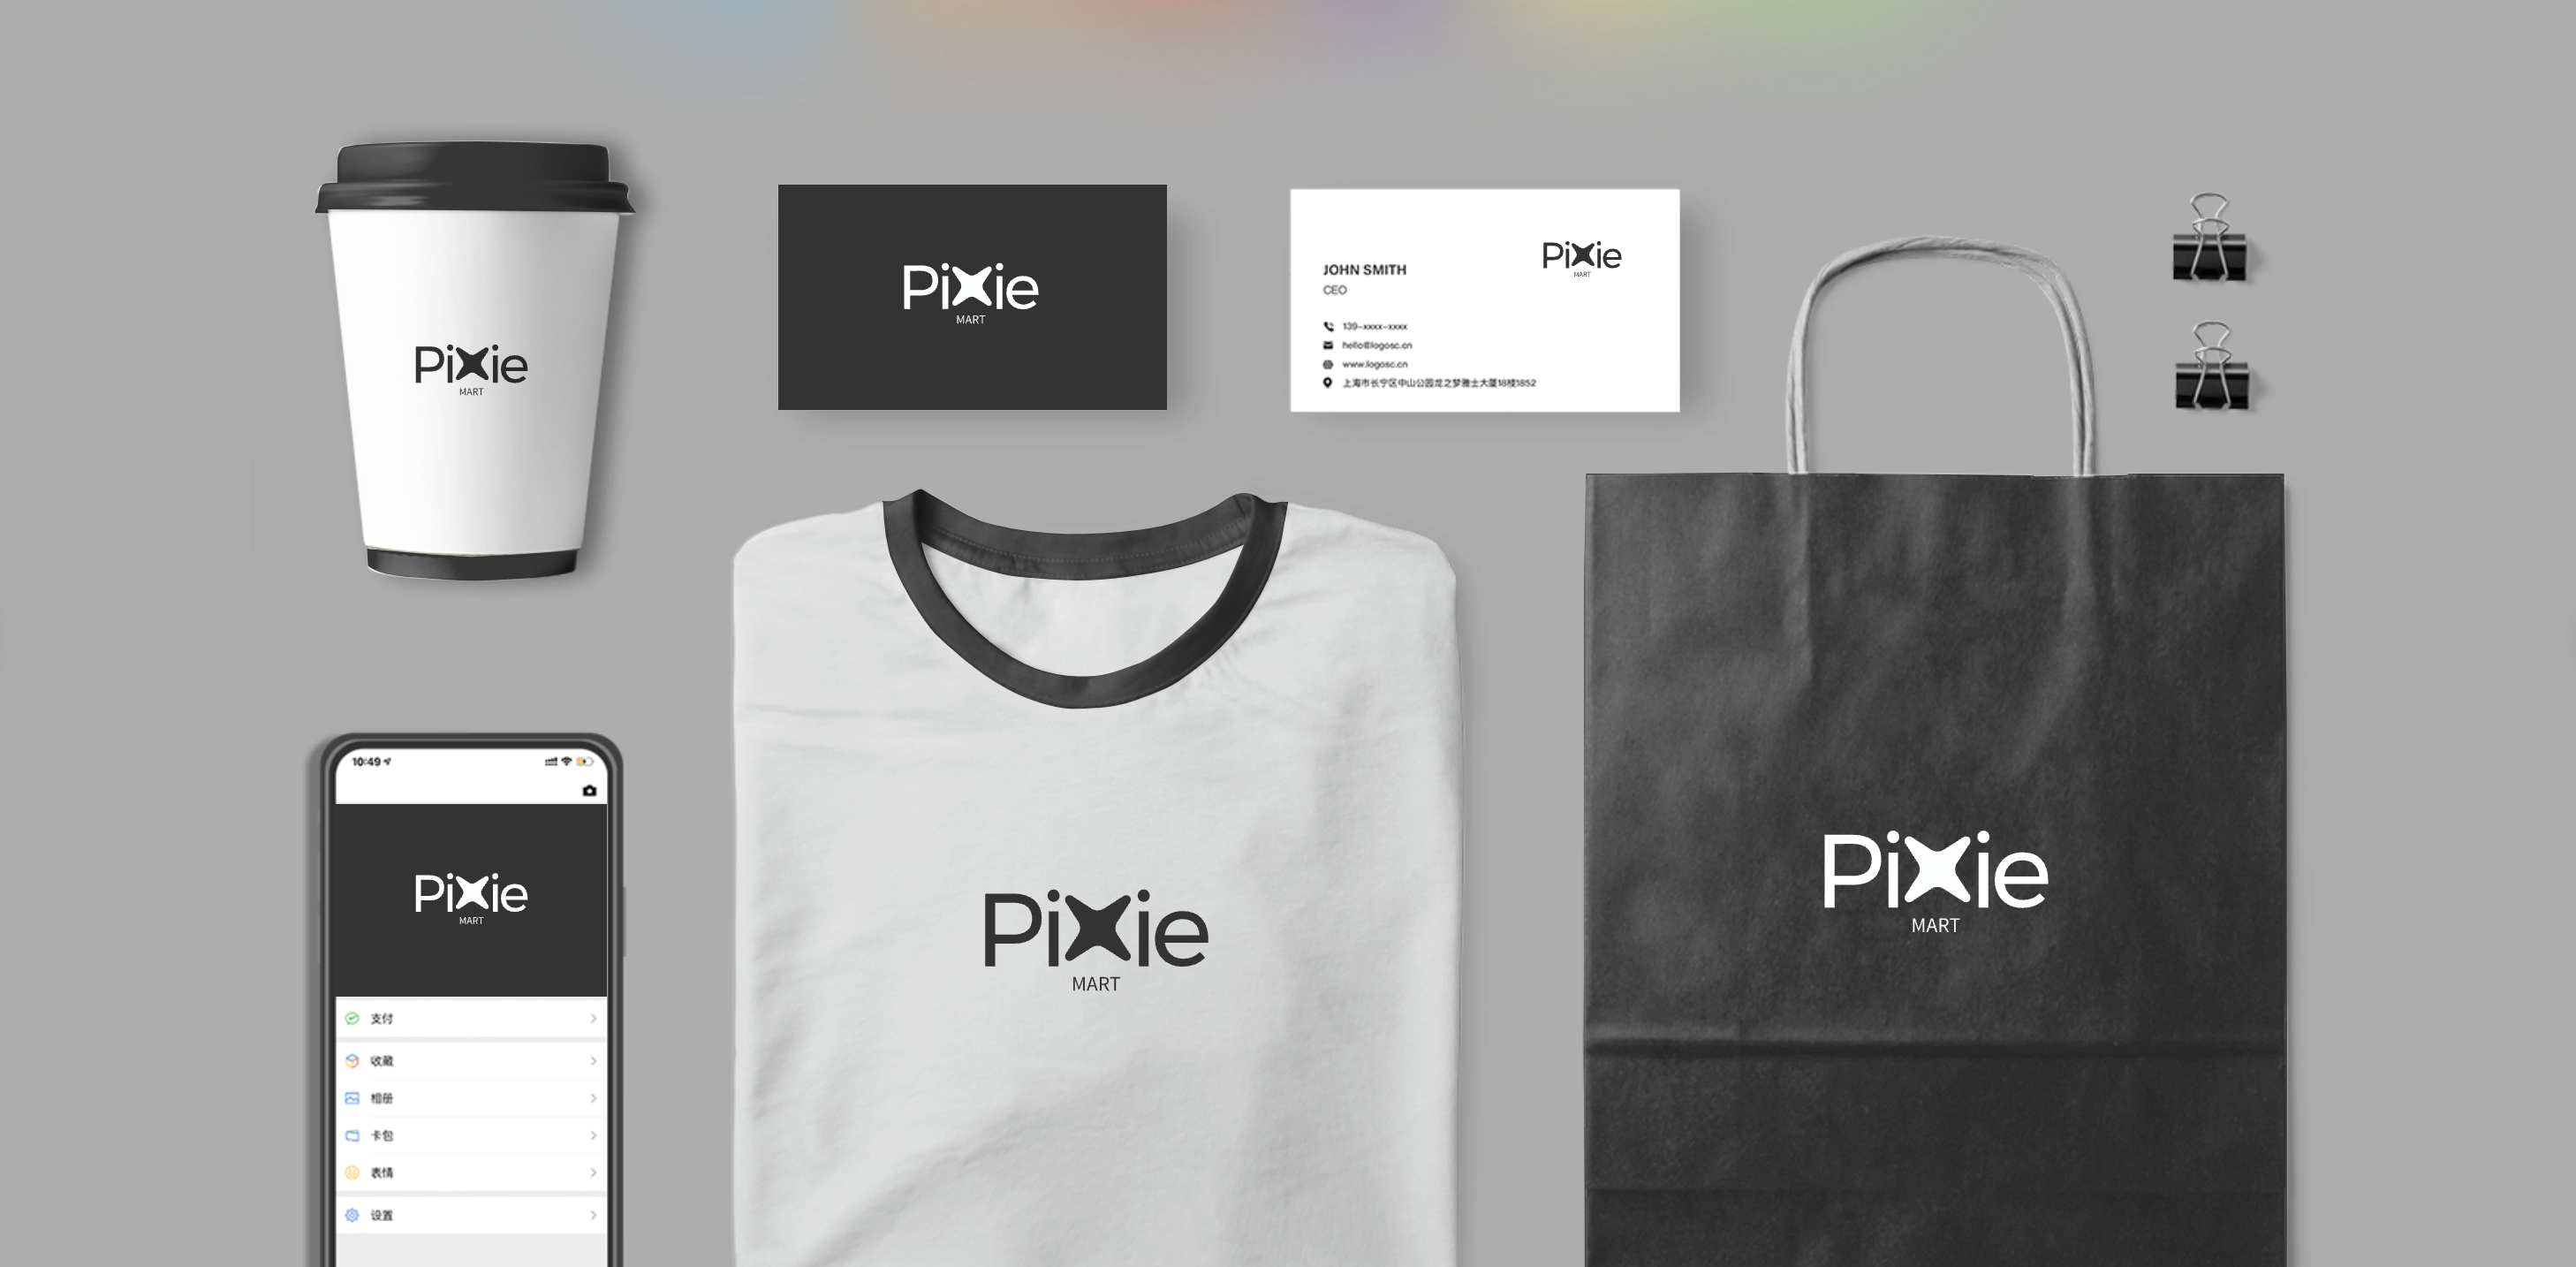 Pixie
MART
Pixie
MART
Pixie
MART
JOHN SMITH
CEO
139-xxxx-xxxx
hello@logosc.cn
www.logosc.cn
上海市长宁区中山公园龙之梦雅士大厦18楼1852
10:49
Pixie
MART
支付
收藏
相册
卡包
表情
设置
Pixie
MART
Pixie
MART